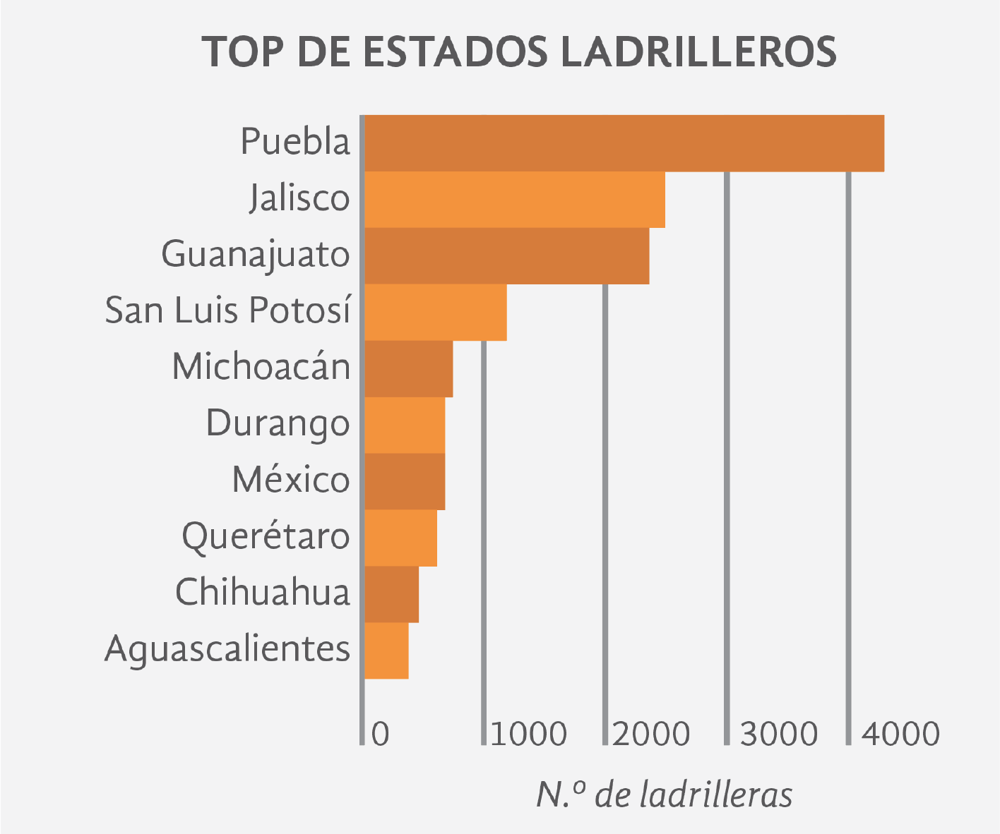 TOP DE ESTADOS LADRILLEROS
Puebla
Jalisco
Guanajuato
San Luis Potosí
Michoacán
Durango
México
Querétaro
Chihuahua
Aguascalientes
0 1000 2000 3000 4000
N.º de ladrilleras